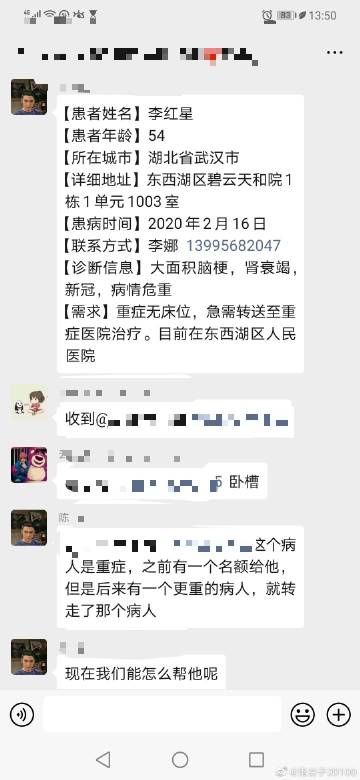 4G
83
13:50
【患者姓名】李红星
【患者年龄】54
【所在城市】湖北省武汉市
【详细地址】东西湖区碧云天和院1
栋1单元1003室
【患病时间】2020年2月16日
【联系方式】李娜 13995682047
【诊断信息】大面积脑梗，肾衰竭，
新冠，病情危重
【需求】重症无床位，急需转送至重
症医院治疗。目前在东西湖区人民
医院
收到@
卧槽
陈
这个病
人是重症，之前有一个名额给他，
但是后来有一个更重的病人，就转
走了那个病人
现在我们能怎么帮他呢